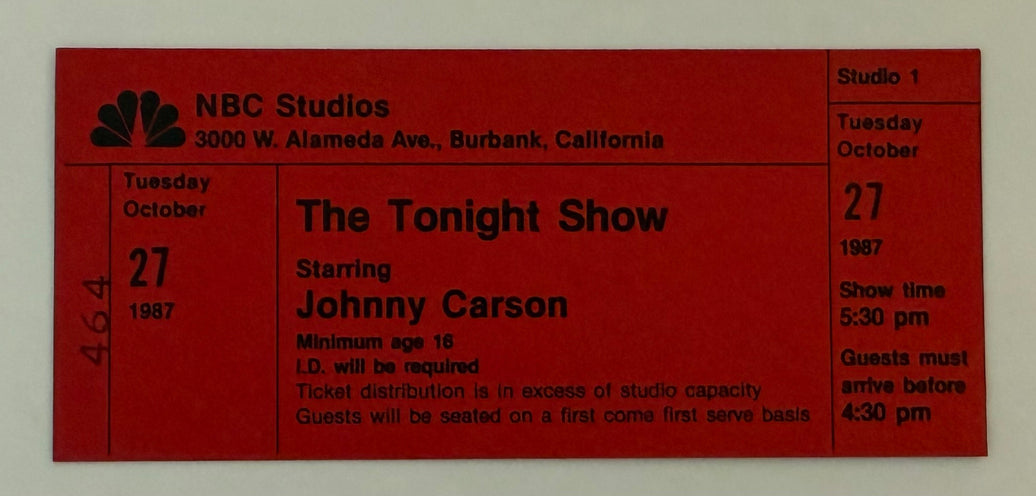 NBC Studios
3000 W. Alameda Ave., Burbank, California
464
Tuesday
October
27
1987
The Tonight Show
Starring
Johnny Carson
Minimum age 16
I.D. will be required
Ticket distribution is in excess of studio capacity
Guests will be seated on a first come first serve basis
Studio 1
Tuesday
October
27
1987
Show time
5:30 pm
Guests must
arrive before
4:30 pm